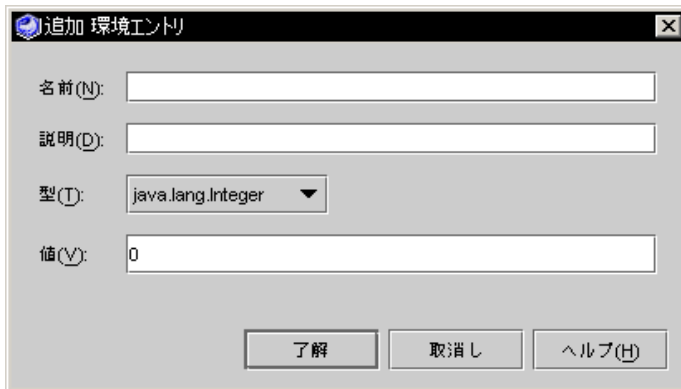 追加 環境エントリ
名前(N):
説明(D):
型(T): java.lang.Integer
値(V): 0
了解 取消し ヘルプ(H)